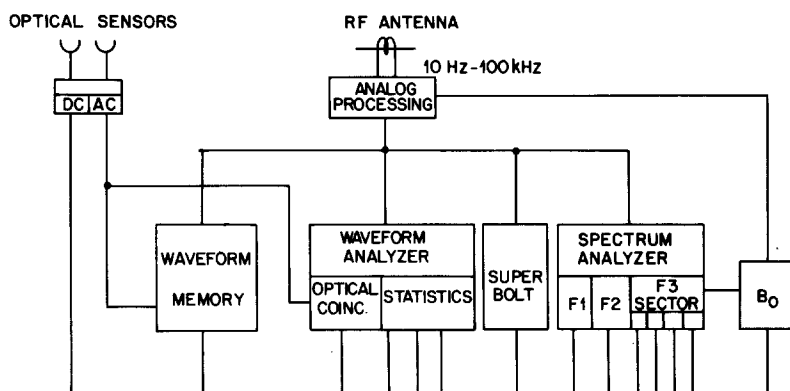 OPTICAL SENSORS
RF ANTENNA
10 Hz-100 kHz
ANALOG
PROCESSING
DC AC
WAVEFORM
MEMORY
WAVEFORM
ANALYZER
OPTICAL
COINC.
STATISTICS
SUPER
BOLT
SPECTRUM
ANALYZER
F1 F2
F3
SECTOR
B0